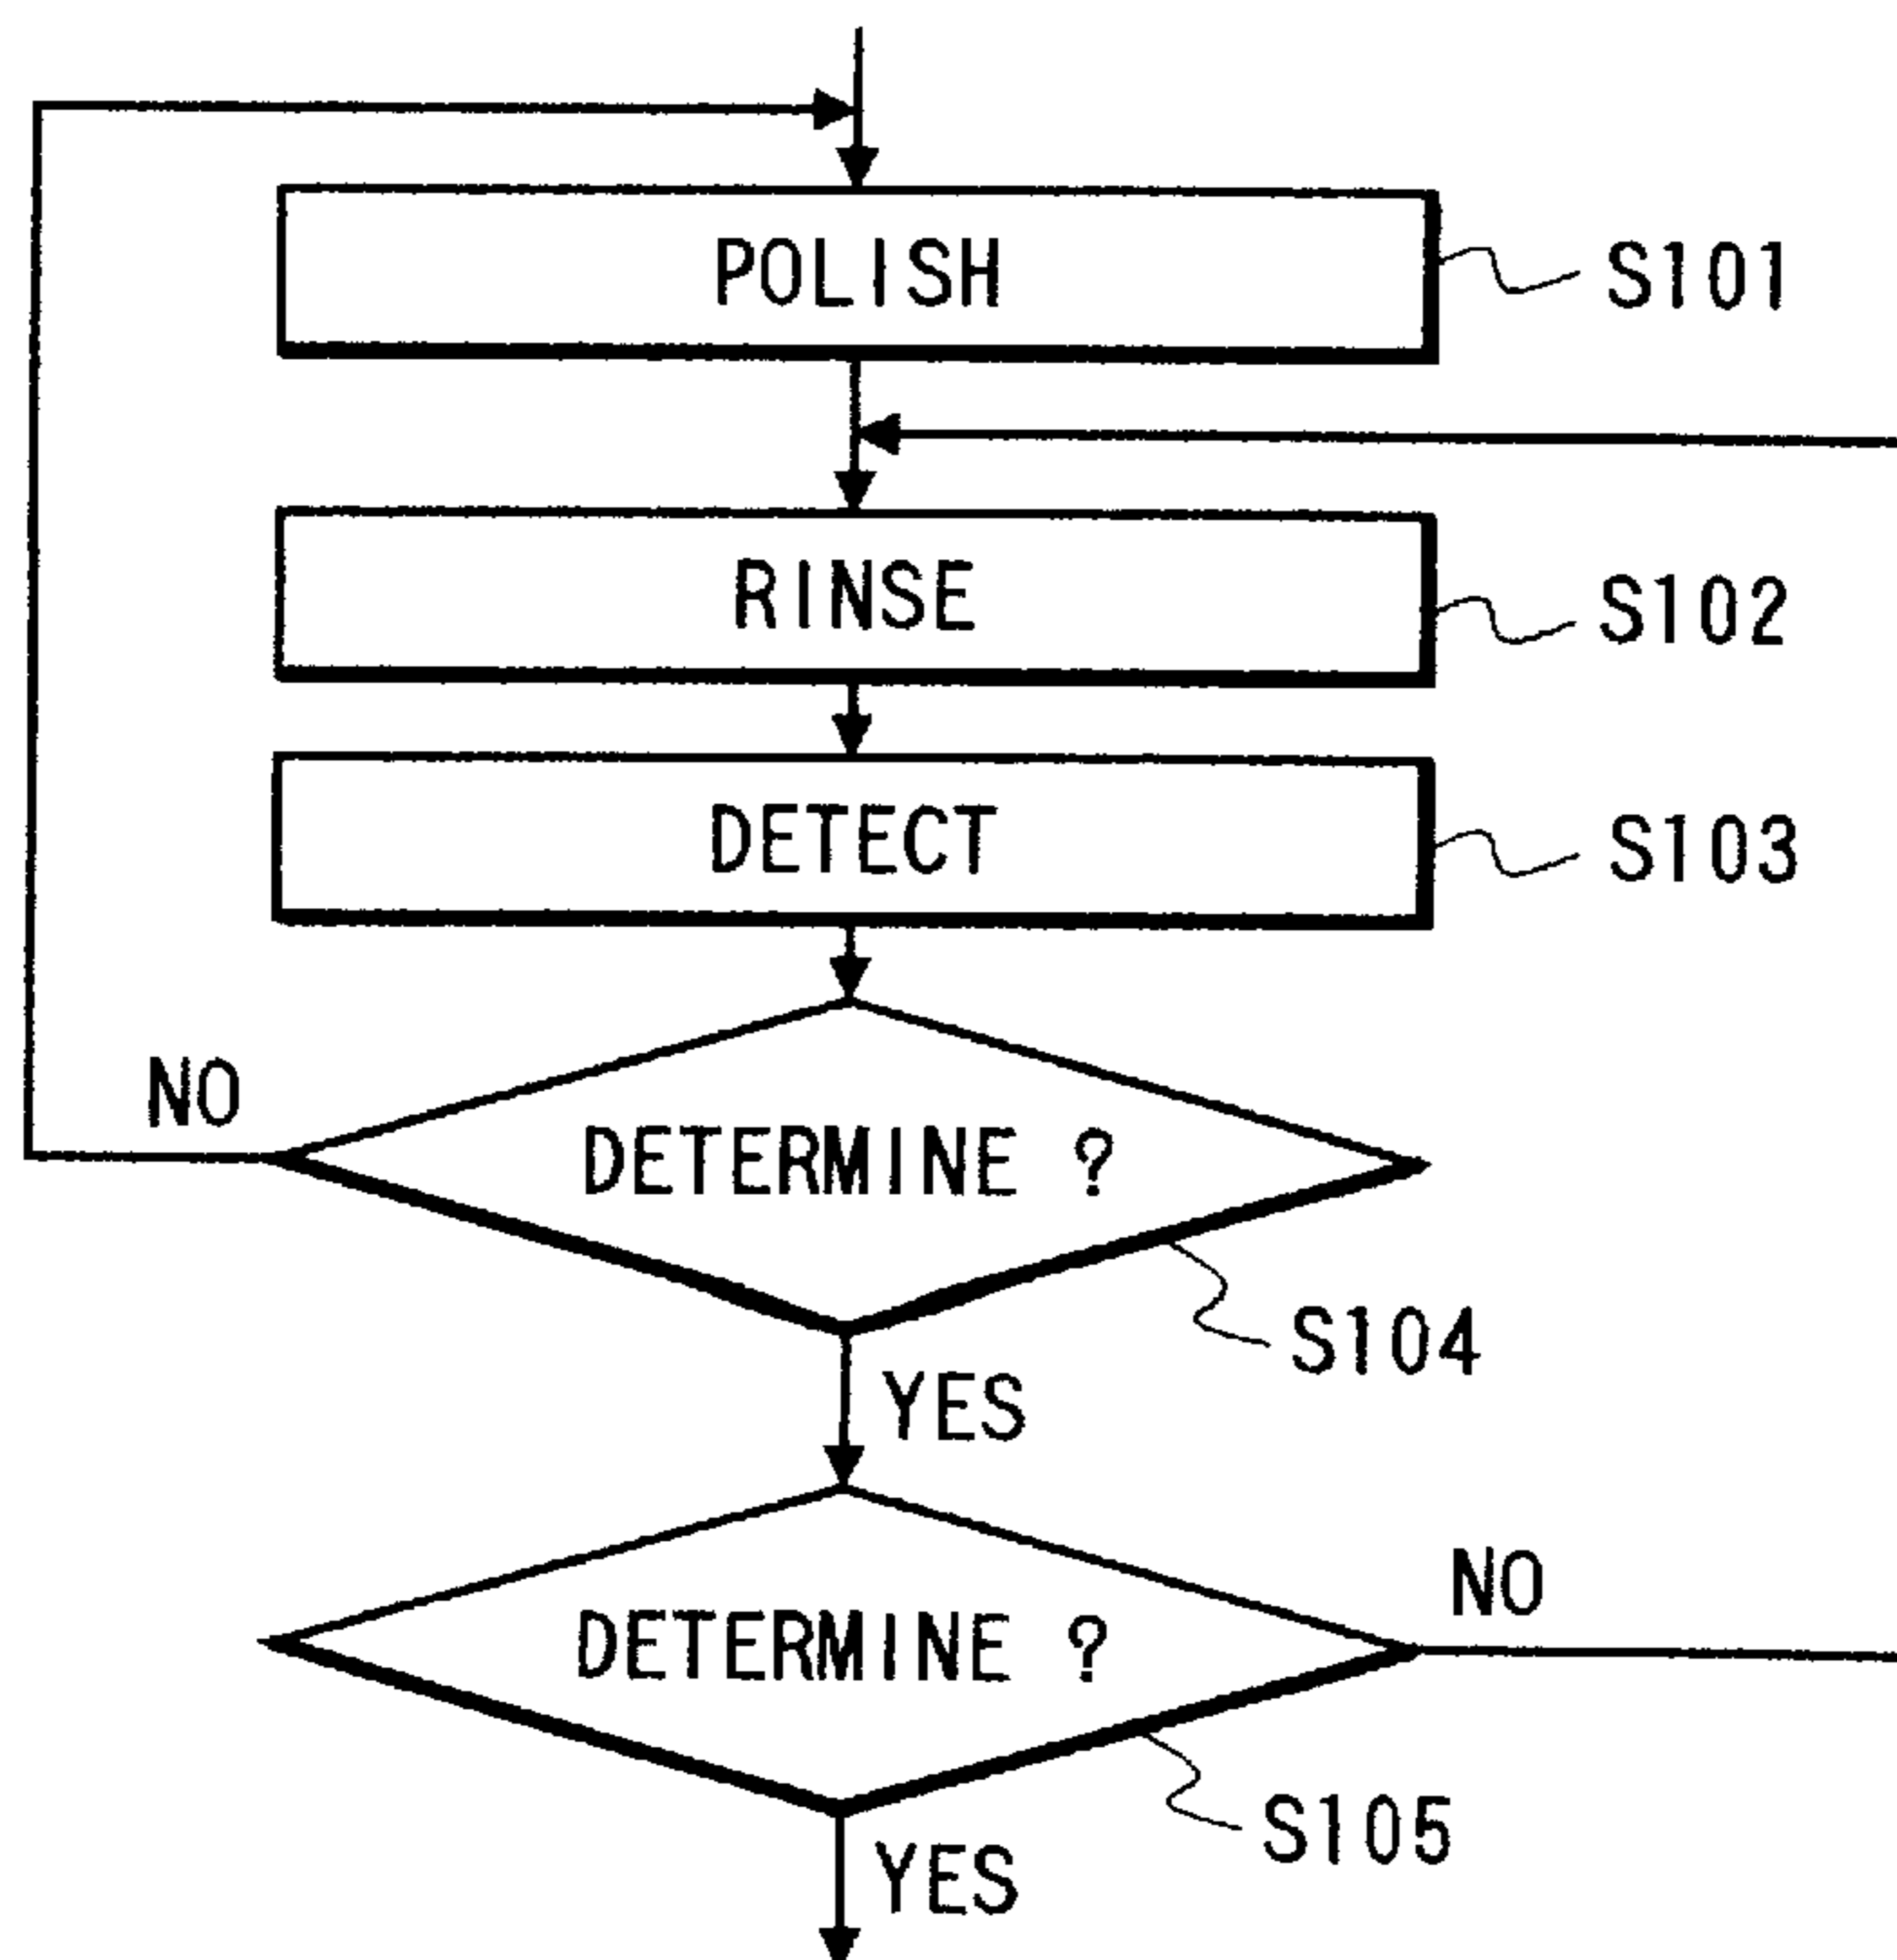 POLISH
S101
RINSE
S102
DETECT
S103
NO
DETERMINE ?
S104
YES
DETERMINE ?
NO
S105
YES